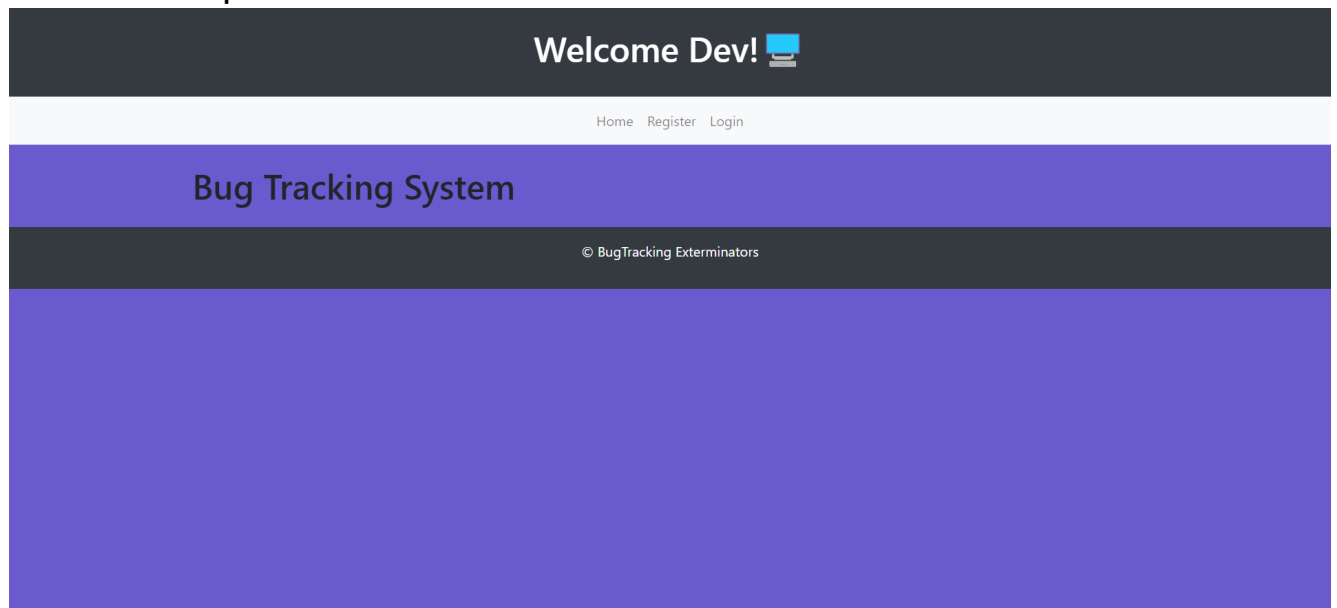 Welcome Dev!
Home Register Login
Bug Tracking System
© BugTracking Exterminators